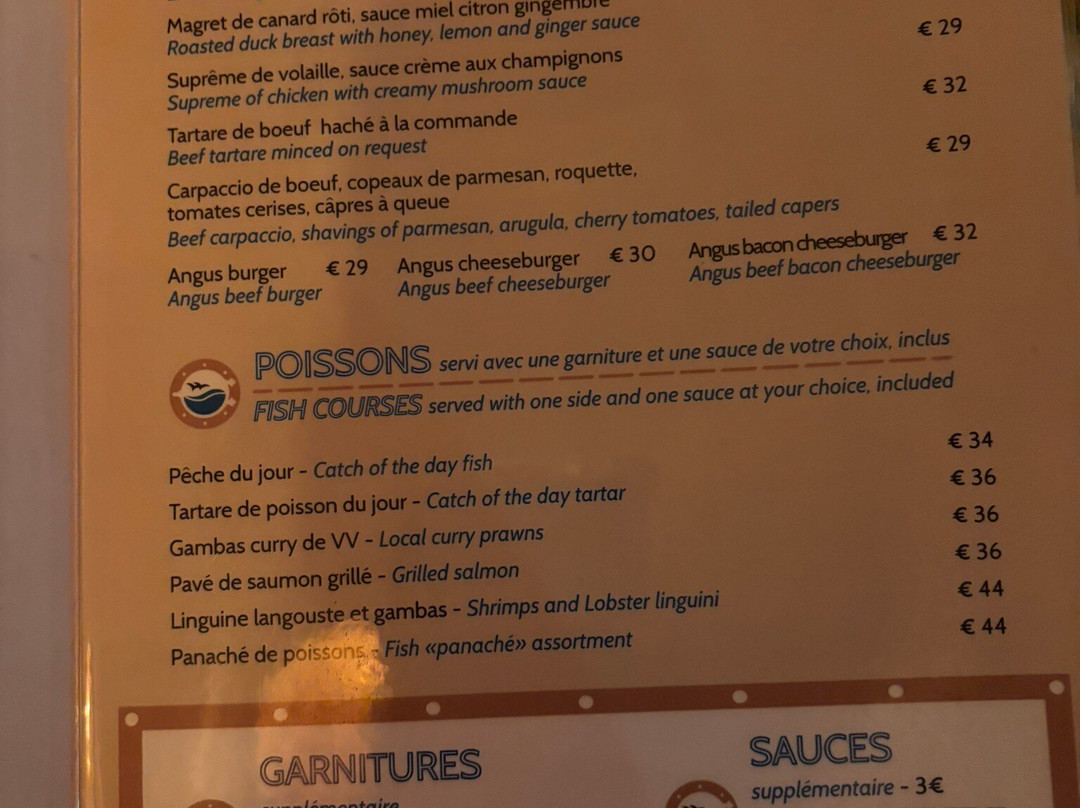 Magret de canard rôti, sauce miel citron gingembre
Roasted duck breast with honey, lemon and ginger sauce € 29
Suprême de volaille, sauce crème aux champignons
Supreme of chicken with creamy mushroom sauce € 32
Tartare de boeuf haché à la commande
Beef tartare minced on request € 29
Carpaccio de boeuf, copeaux de parmesan, roquette,
tomates cerises, câpres à queue
Beef carpaccio, shavings of parmesan, arugula, cherry tomatoes, tailed capers
Angus burger € 29 Angus cheeseburger € 30 Angus bacon cheeseburger € 32
Angus beef burger Angus beef cheeseburger Angus beef bacon cheeseburger
POISSONS servi avec une garniture et une sauce de votre choix, inclus
FISH COURSES served with one side and one sauce at your choice, included
Pêche du jour - Catch of the day fish € 34
Tartare de poisson du jour - Catch of the day tartar € 36
Gambas curry de VV - Local curry prawns € 36
Pavé de saumon grillé - Grilled salmon € 36
Linguine langouste et gambas - Shrimps and Lobster linguini € 44
Panaché de poissons - Fish «panaché» assortment € 44
GARNITURES SAUCES
supplémentaire supplémentaire - 3€